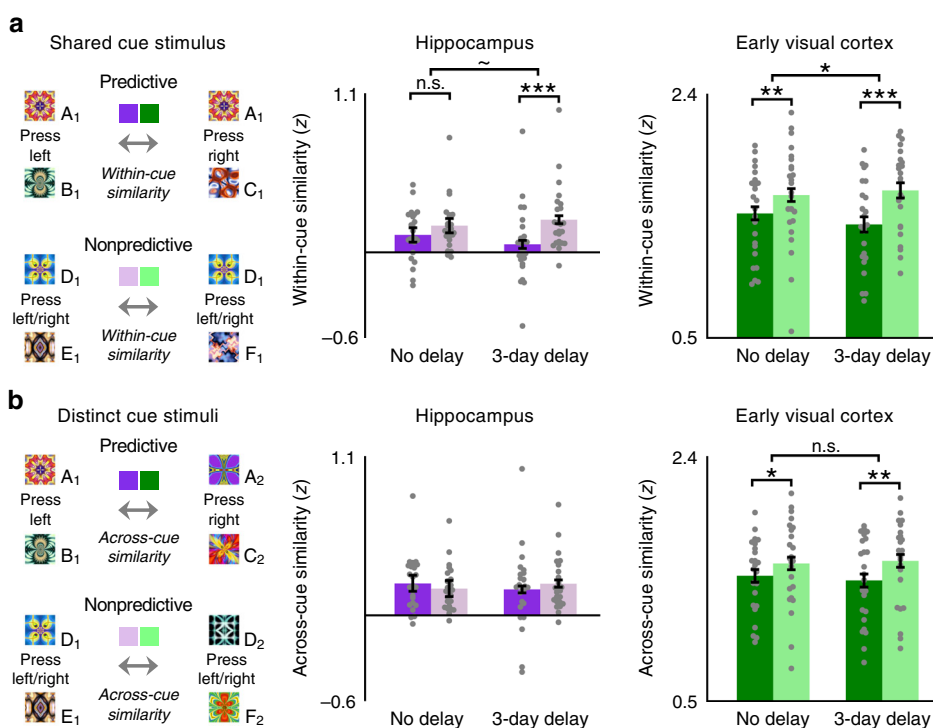 a
Shared cue stimulus
Predictive
A1
A1
Press left
Press right
B1
Within-cue similarity
C1
Nonpredictive
D1
D1
Press left/right
Press left/right
E1
Within-cue similarity
F1
Hippocampus
~
n.s.
***
1.1
Within-cue similarity (z)
−0.6
No delay
3-day delay
Early visual cortex
*
**
***
2.4
Within-cue similarity (z)
0.5
No delay
3-day delay
b
Distinct cue stimuli
Predictive
A1
A2
Press left
Press right
B1
Across-cue similarity
C2
Nonpredictive
D1
D2
Press left/right
Press left/right
E1
Across-cue similarity
F2
Hippocampus
1.1
Across-cue similarity (z)
−0.6
No delay
3-day delay
Early visual cortex
n.s.
*
**
2.4
Across-cue similarity (z)
0.5
No delay
3-day delay